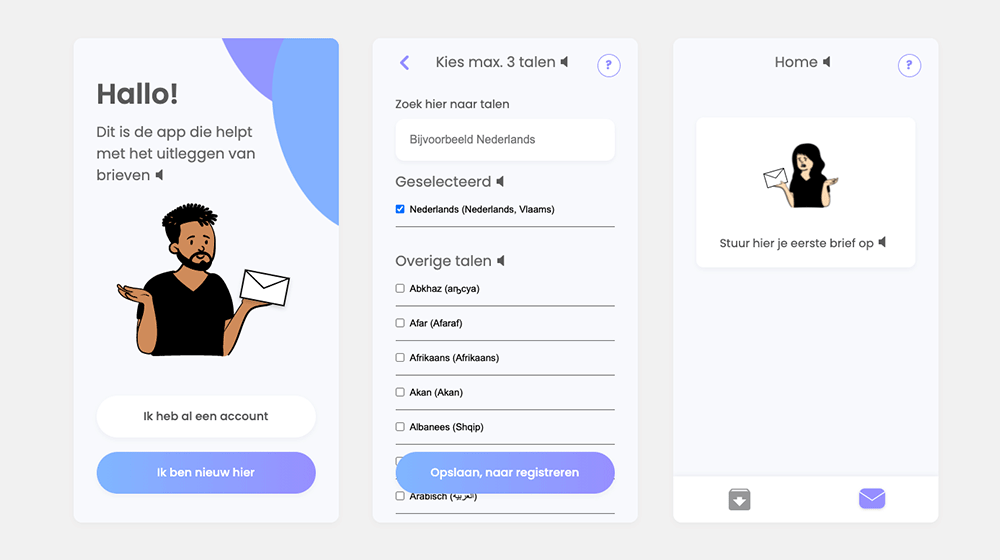 Hallo!
Dit is de app die helpt
met het uitleggen van
brieven
Ik heb al een account
Ik ben nieuw hier
Kies max. 3 talen
?
Zoek hier naar talen
Bijvoorbeeld Nederlands
Geselecteerd
Nederlands (Nederlands, Vlaams)
Overige talen
Abkhaz (аҧсуа)
Afar (Afaraf)
Afrikaans (Afrikaans)
Akan (Akan)
Albanees (Shqip)
Opslaan, naar registreren
Arabisch (العربية)
Home
?
Stuur hier je eerste brief op